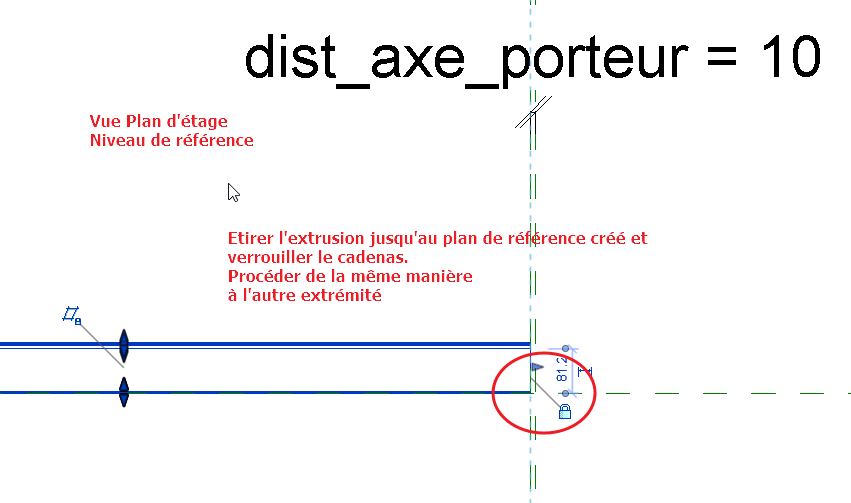 dist_axe_porteur = 10
Vue Plan d'étage
Niveau de référence
Etirer l'extrusion jusqu'au plan de référence créé et
verrouiller le cadenas.
Procéder de la même manière
à l'autre extrémité
81.2